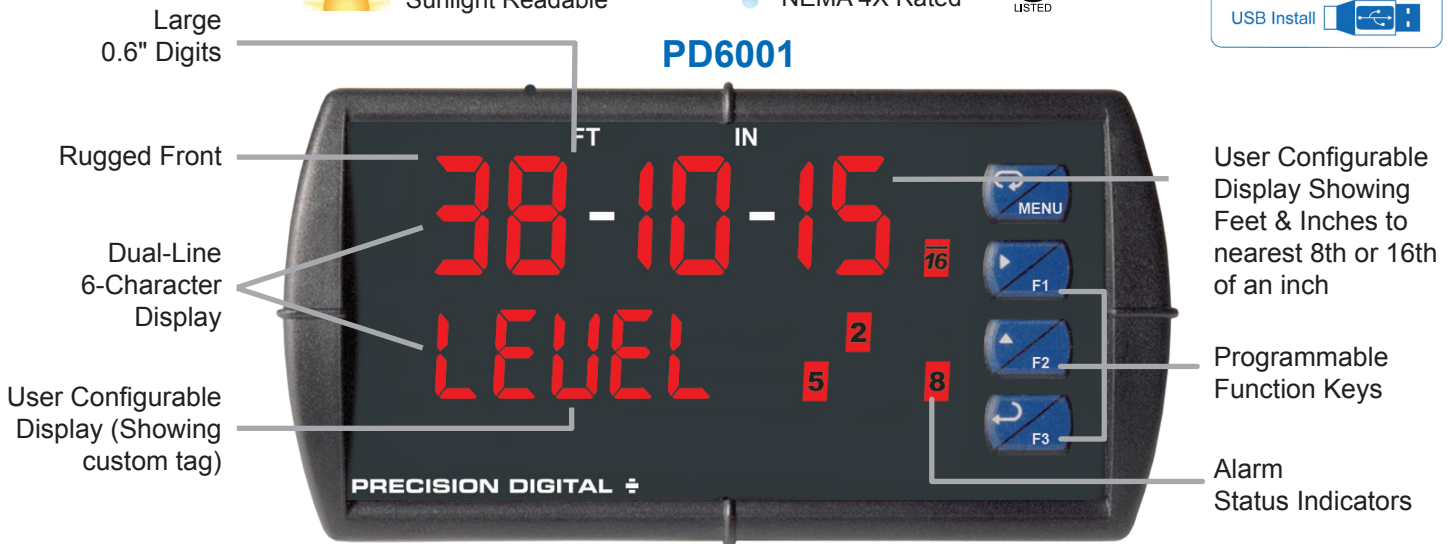 Sunlight Readable
NEMA 4X Rated
LISTED
USB Install
Large
0.6" Digits
PD6001
Rugged Front
Dual-Line
6-Character
Display
User Configurable
Display (Showing
custom tag)
FT IN
38-10-15
16
LEVEL
2
5 8
PRECISION DIGITAL
MENU
F1
F2
F3
User Configurable
Display Showing
Feet & Inches to
nearest 8th or 16th
of an inch
Programmable
Function Keys
Alarm
Status Indicators